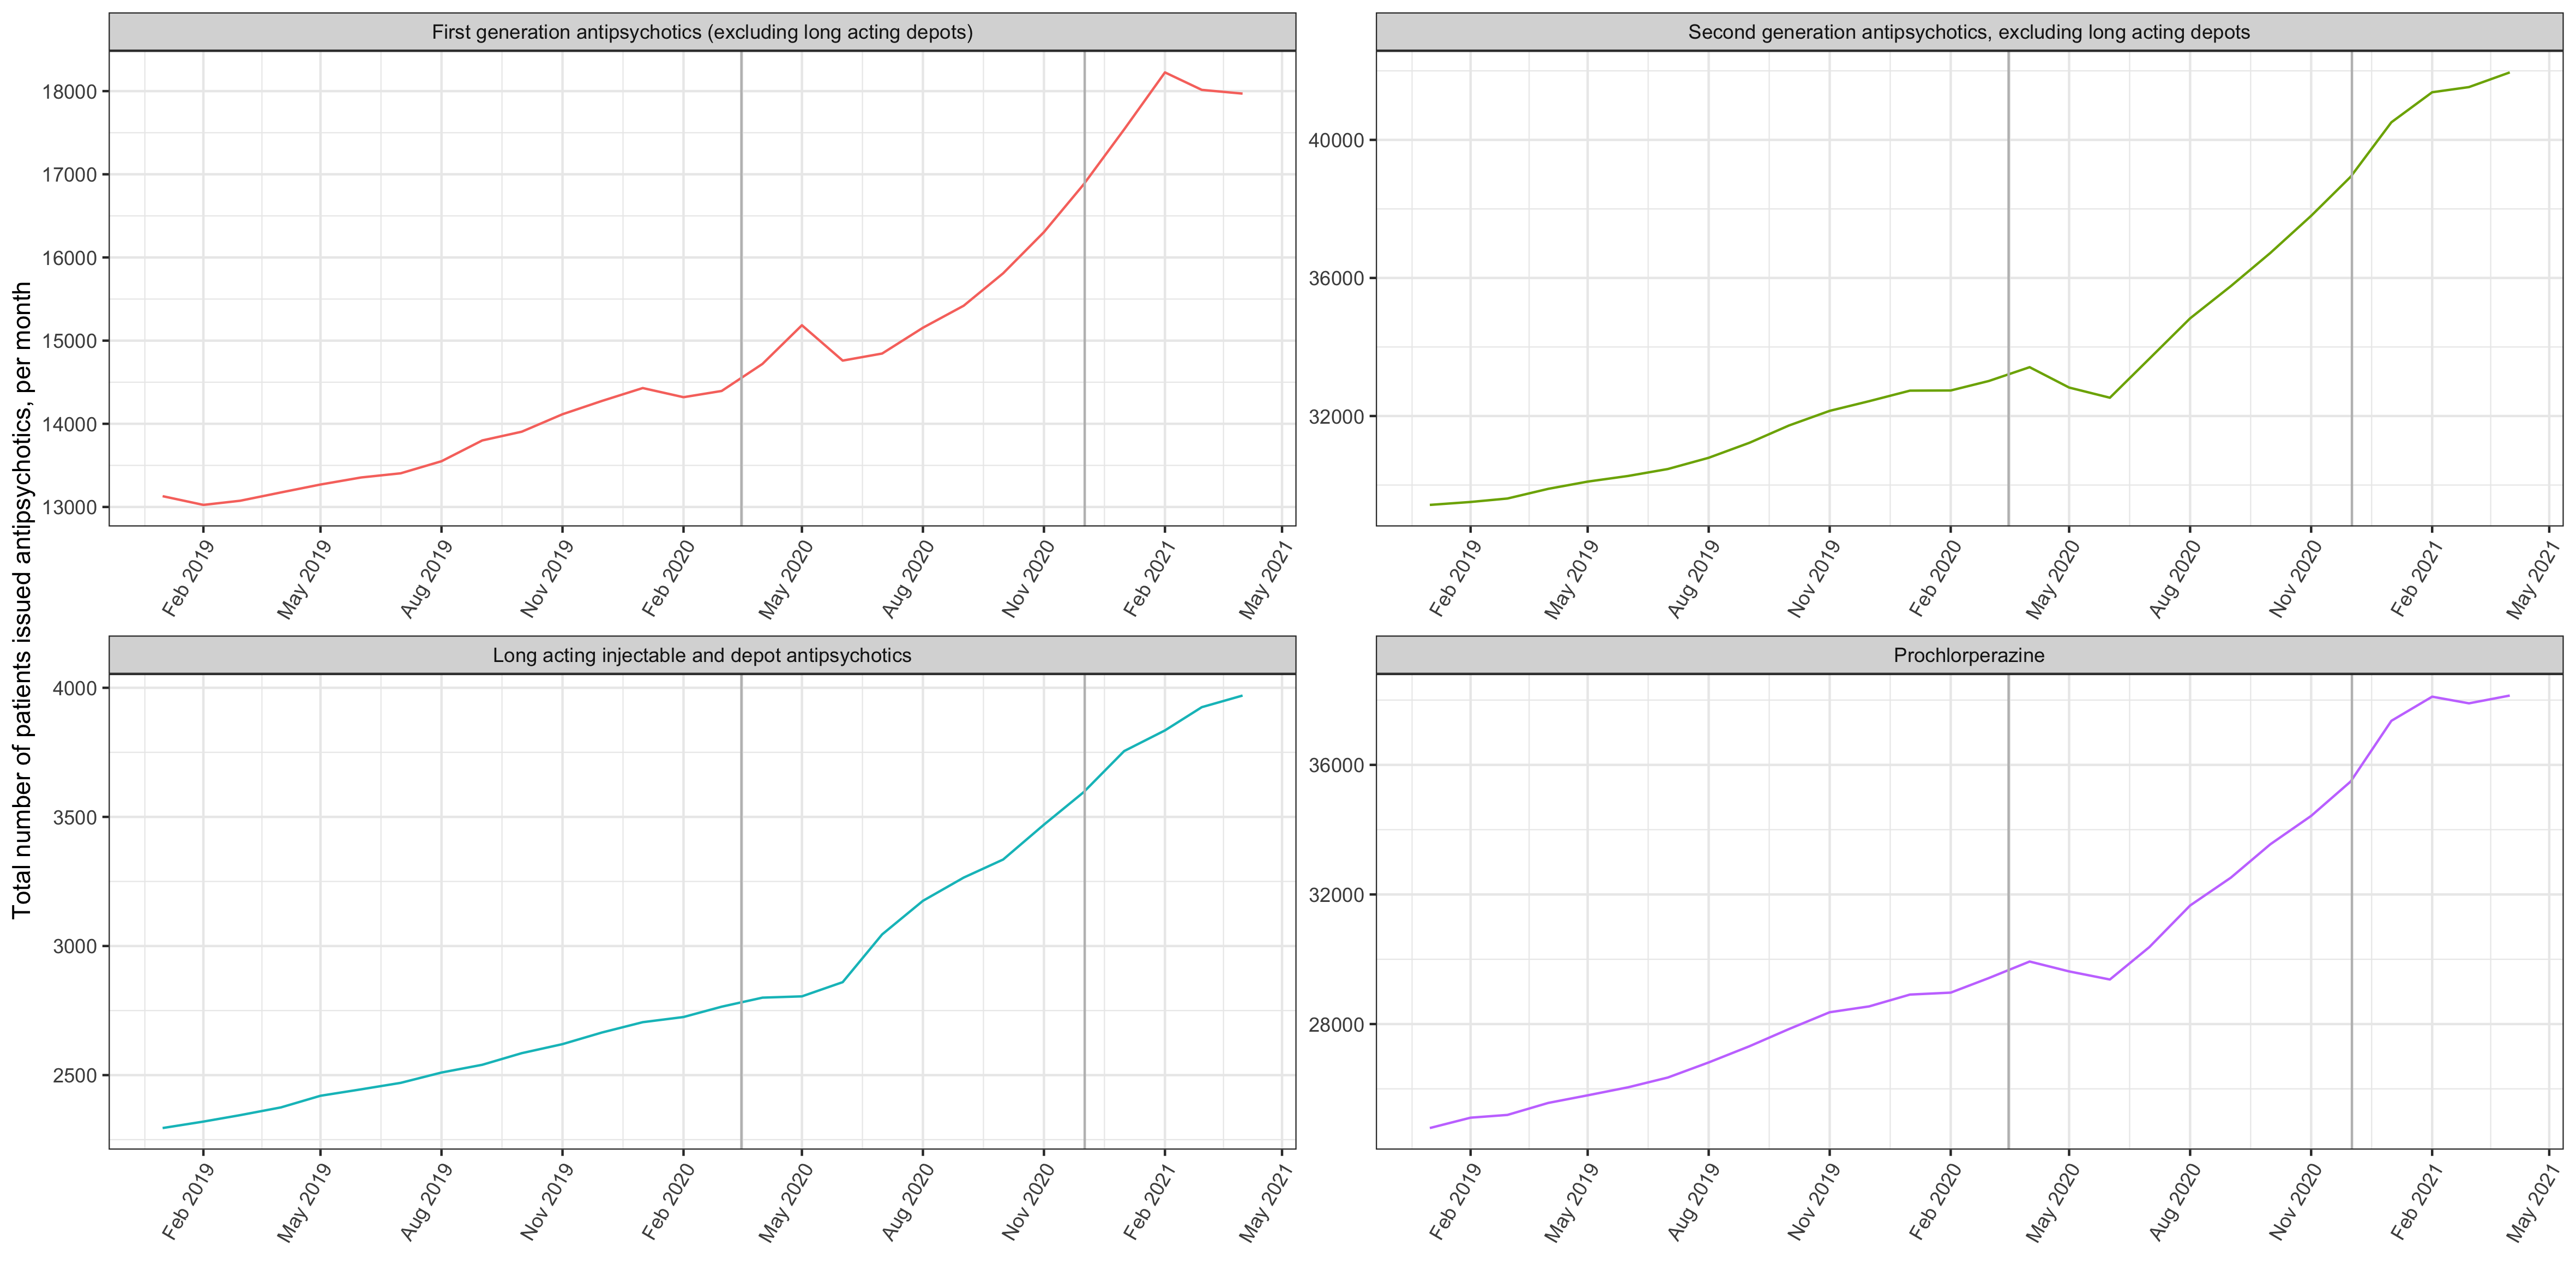 Total number of patients issued antipsychotics, per month
First generation antipsychotics (excluding long acting depots)
18000
17000
16000
15000
14000
13000
Feb 2019
May 2019
Aug 2019
Nov 2019
Feb 2020
May 2020
Aug 2020
Nov 2020
Feb 2021
May 2021
Second generation antipsychotics, excluding long acting depots
40000
36000
32000
Feb 2019
May 2019
Aug 2019
Nov 2019
Feb 2020
May 2020
Aug 2020
Nov 2020
Feb 2021
May 2021
Long acting injectable and depot antipsychotics
4000
3500
3000
2500
Feb 2019
May 2019
Aug 2019
Nov 2019
Feb 2020
May 2020
Aug 2020
Nov 2020
Feb 2021
May 2021
Prochlorperazine
36000
32000
28000
Feb 2019
May 2019
Aug 2019
Nov 2019
Feb 2020
May 2020
Aug 2020
Nov 2020
Feb 2021
May 2021